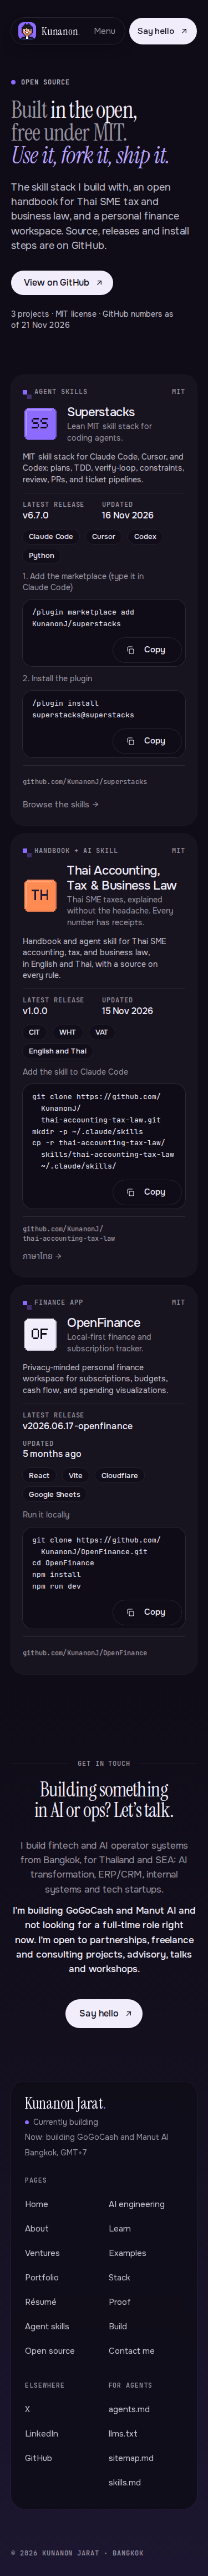 Kunanon.
Menu
Say hello ↗
OPEN SOURCE
Built in the open,
free under MIT.
Use it, fork it, ship it.
The skill stack I build with, an open
handbook for Thai SME tax and
business law, and a personal finance
workspace. Source, releases and install
steps are on GitHub.
View on GitHub ↗
3 projects · MIT license · GitHub numbers as
of 21 Nov 2026
AGENT SKILLS
MIT
SS
Superstacks
Lean MIT skill stack for
coding agents.
MIT skill stack for Claude Code, Cursor, and
Codex: plans, TDD, verify-loop, constraints,
review, PRs, and ticket pipelines.
LATEST RELEASE
UPDATED
v6.7.0
16 Nov 2026
Claude Code
Cursor
Codex
Python
1. Add the marketplace (type it in
Claude Code)
/plugin marketplace add
KunanonJ/superstacks
Copy
2. Install the plugin
/plugin install
superstacks@superstacks
Copy
github.com/KunanonJ/superstacks
Browse the skills →
HANDBOOK + AI SKILL
MIT
TH
Thai Accounting,
Tax & Business Law
Thai SME taxes, explained
without the headache. Every
number has receipts.
Handbook and agent skill for Thai SME
accounting, tax, and business law,
in English and Thai, with a source on
every rule.
LATEST RELEASE
UPDATED
v1.0.0
15 Nov 2026
CIT
WHT
VAT
English and Thai
Add the skill to Claude Code
git clone https://github.com/
KunanonJ/
thai-accounting-tax-law.git
mkdir -p ~/.claude/skills
cp -r thai-accounting-tax-law/
skills/thai-accounting-tax-law
~/.claude/skills/
Copy
github.com/KunanonJ/
thai-accounting-tax-law
ภาษาไทย →
FINANCE APP
MIT
OF
OpenFinance
Local-first finance and
subscription tracker.
Privacy-minded personal finance
workspace for subscriptions, budgets,
cash flow, and spending visualizations.
LATEST RELEASE
v2026.06.17-openfinance
UPDATED
5 months ago
React
Vite
Cloudflare
Google Sheets
Run it locally
git clone https://github.com/
KunanonJ/OpenFinance.git
cd OpenFinance
npm install
npm run dev
Copy
github.com/KunanonJ/OpenFinance
GET IN TOUCH
Building something
in AI or ops? Let's talk.
I build fintech and AI operator systems
from Bangkok, for Thailand and SEA: AI
transformation, ERP/CRM, internal
systems and tech startups.
I'm building GoGoCash and Manut AI and
not looking for a full-time role right
now. I'm open to partnerships, freelance
and consulting projects, advisory, talks
and workshops.
Say hello ↗
Kunanon Jarat.
Currently building
Now: building GoGoCash and Manut AI
Bangkok, GMT+7
PAGES
Home
AI engineering
About
Learn
Ventures
Examples
Portfolio
Stack
Résumé
Proof
Agent skills
Build
Open source
Contact me
ELSEWHERE
FOR AGENTS
X
agents.md
LinkedIn
llms.txt
GitHub
sitemap.md
skills.md
© 2026 KUNANON JARAT · BANGKOK